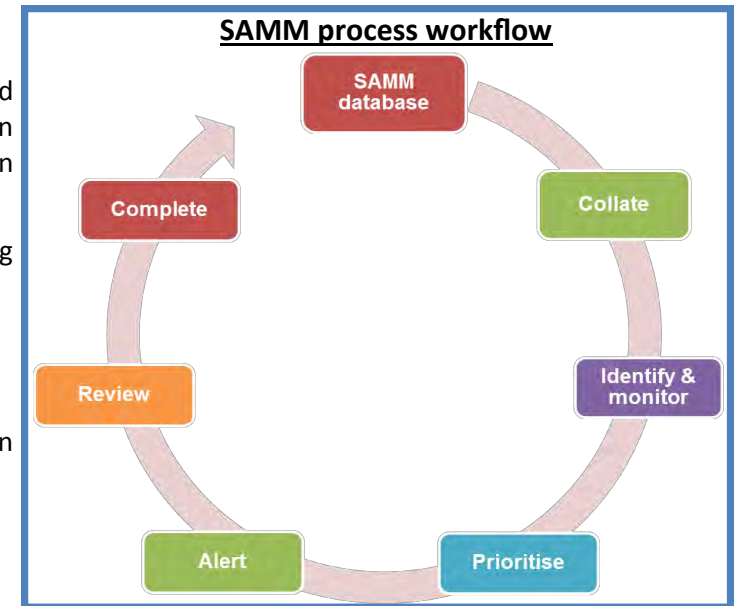 SAMM process workflow
SAMM
database
Collate
Identify &
monitor
Prioritise
Alert
Review
Complete